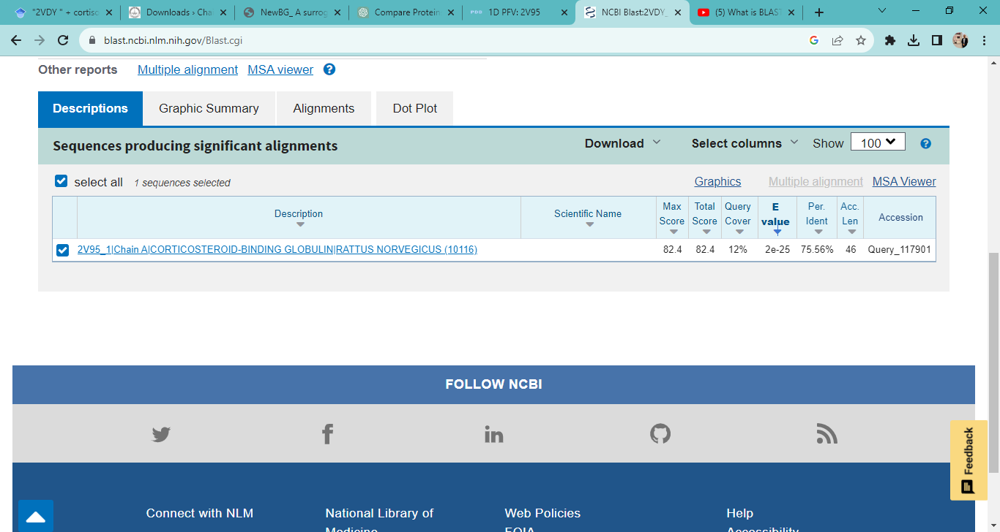 "2VDY " + cortiso
Downloads › Cha
NewBG_ A surrog
Compare Protein
1D PFV: 2V95
NCBI Blast:2VDY_
(5) What is BLAST
blast.ncbi.nlm.nih.gov/Blast.cgi
Other reports Multiple alignment MSA viewer ?
Descriptions Graphic Summary Alignments Dot Plot
Sequences producing significant alignments Download Select columns Show 100 ?
select all 1 sequences selected Graphics Multiple alignment MSA Viewer
Description Scientific Name Max Score Total Score Query Cover E value Per. Ident Acc. Len Accession
2V95_1|Chain A|CORTICOSTEROID-BINDING GLOBULIN|RATTUS NORVEGICUS (10116) 82.4 82.4 12% 2e-25 75.56% 46 Query_117901
FOLLOW NCBI
Feedback
Connect with NLM National Library of Web Policies Help
Medicine FOIA Accessibility